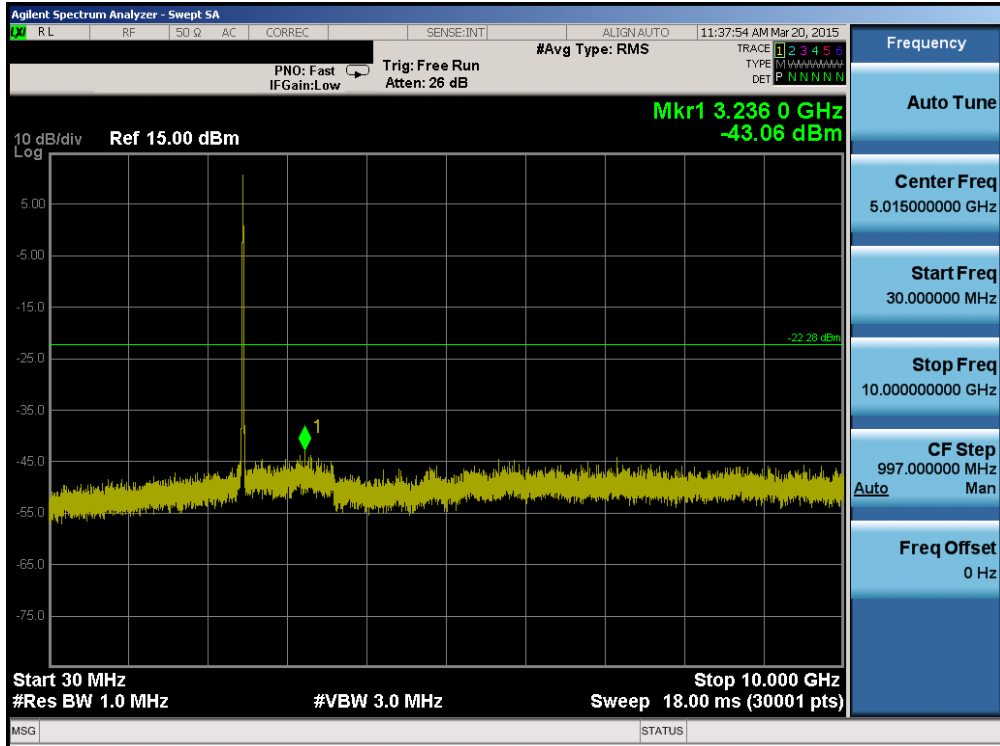 Agilent Spectrum Analyzer - Swept SA
LXI RL RF 50 Ω AC CORREC SENSE:INT ALIGN AUTO 11:37:54 AM Mar 20, 2015
#Avg Type: RMS
TRACE 1 2 3 4 5 6
TYPE M
DET P N N N N N
PNO: Fast
IFGain:Low
Trig: Free Run
Atten: 26 dB
Mkr1 3.236 0 GHz
-43.06 dBm
10 dB/div Ref 15.00 dBm
Log
5.00
-5.00
-15.0
-22.28 dBm
-25.0
-35.0
1
-45.0
-55.0
-65.0
-75.0
Start 30 MHz Stop 10.000 GHz
#Res BW 1.0 MHz #VBW 3.0 MHz Sweep 18.00 ms (30001 pts)
MSG STATUS
Frequency
Auto Tune
Center Freq
5.015000000 GHz
Start Freq
30.000000 MHz
Stop Freq
10.000000000 GHz
CF Step
997.000000 MHz
Auto Man
Freq Offset
0 Hz